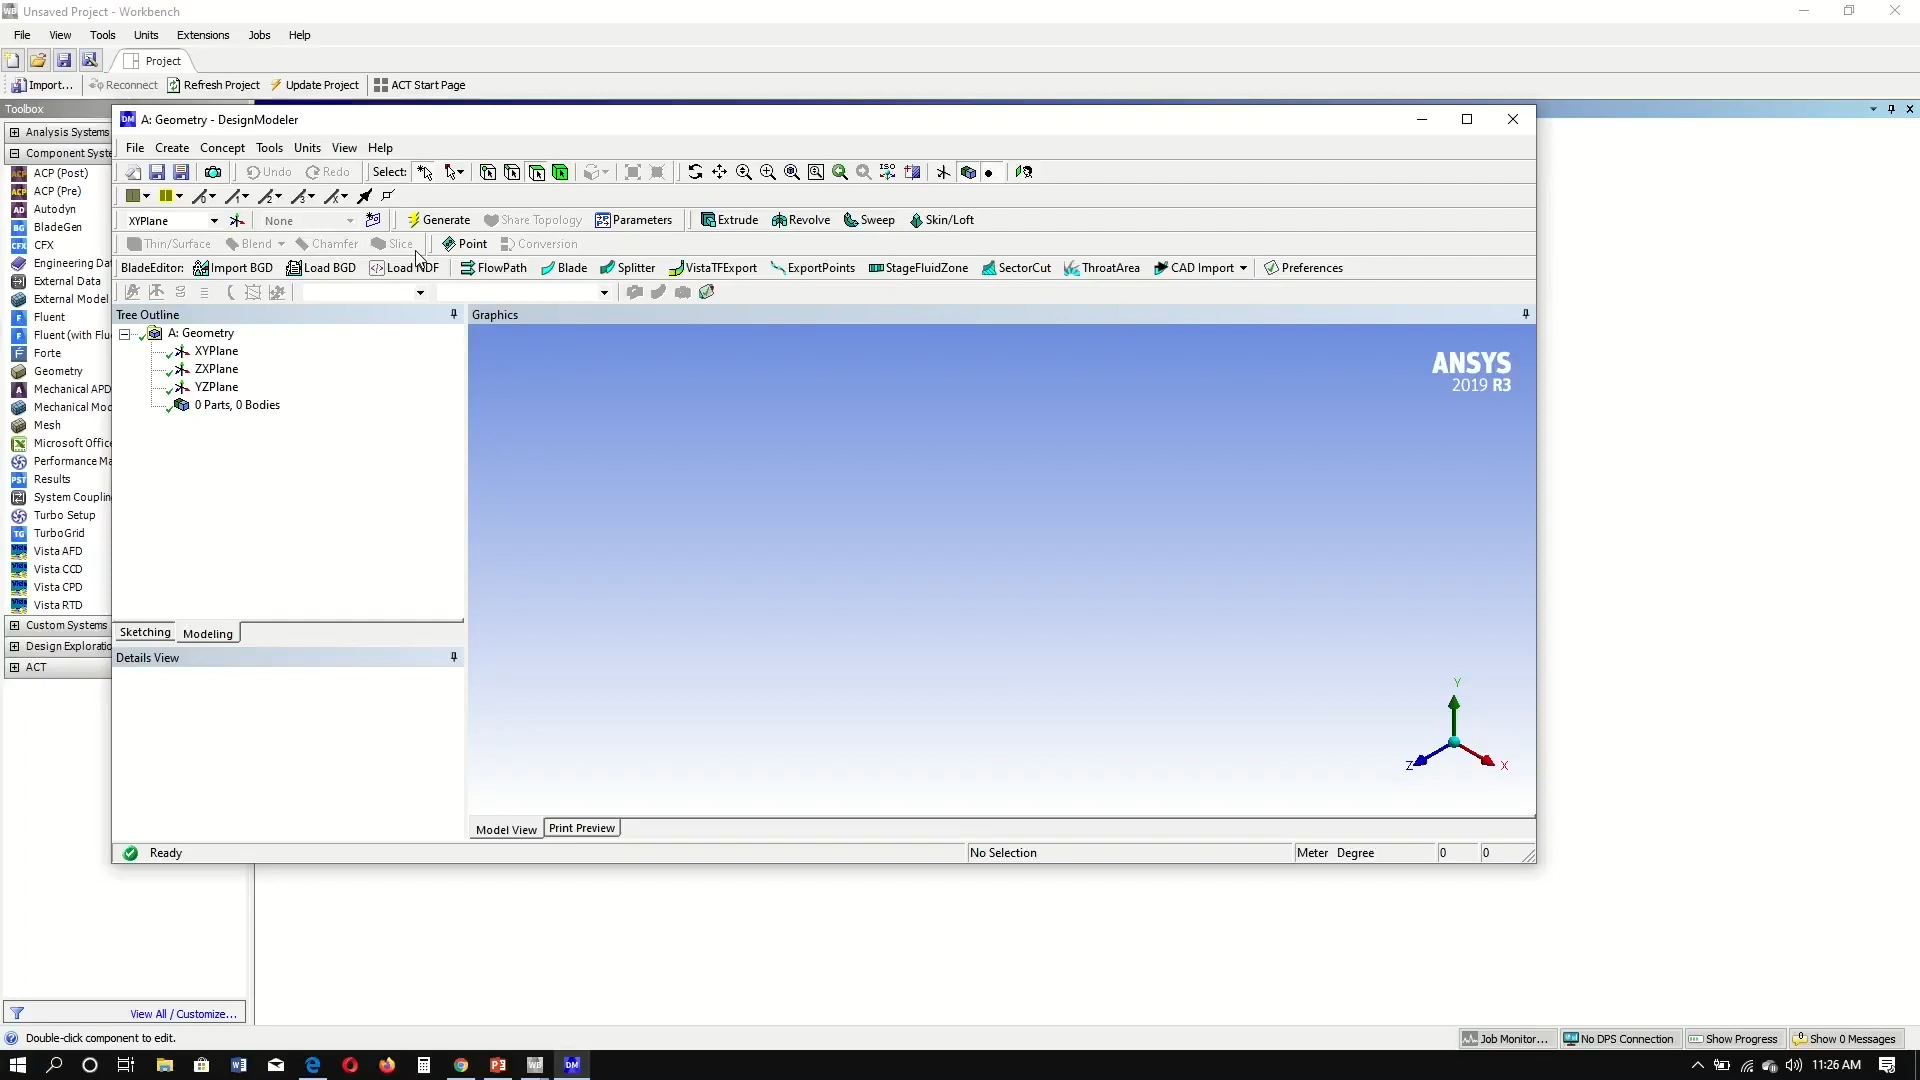 Unsaved Project - Workbench
File View Tools Units Extensions Jobs Help
Project
Import... Reconnect Refresh Project Update Project ACT Start Page
Toolbox
Analysis Systems
Component Syste
ACP (Post)
ACP (Pre)
Autodyn
BladeGen
CFX
Engineering Dat
External Data
External Model
Fluent
Fluent (with Flue
Forte
Geometry
Mechanical APD
Mechanical Mod
Mesh
Microsoft Office
Performance Ma
Results
System Coupling
Turbo Setup
TurboGrid
Vista AFD
Vista CCD
Vista CPD
Vista RTD
Custom Systems
Design Exploratio
ACT
View All / Customize...
A: Geometry - DesignModeler
File Create Concept Tools Units View Help
Undo Redo Select: ISO
XYPlane None Generate Share Topology Parameters Extrude Revolve Sweep Skin/Loft
Thin/Surface Blend Chamfer Slice Point Conversion
BladeEditor: Import BGD Load BGD Load NDF FlowPath Blade Splitter VistaTFExport ExportPoints StageFluidZone SectorCut ThroatArea CAD Import Preferences
Tree Outline
A: Geometry
XYPlane
ZXPlane
YZPlane
0 Parts, 0 Bodies
Sketching Modeling
Details View
Graphics
ANSYS
2019 R3
Y
Z X
Model View Print Preview
Ready No Selection Meter Degree 0 0
Double-click component to edit. Job Monitor... No DPS Connection Show Progress Show 0 Messages
11:26 AM